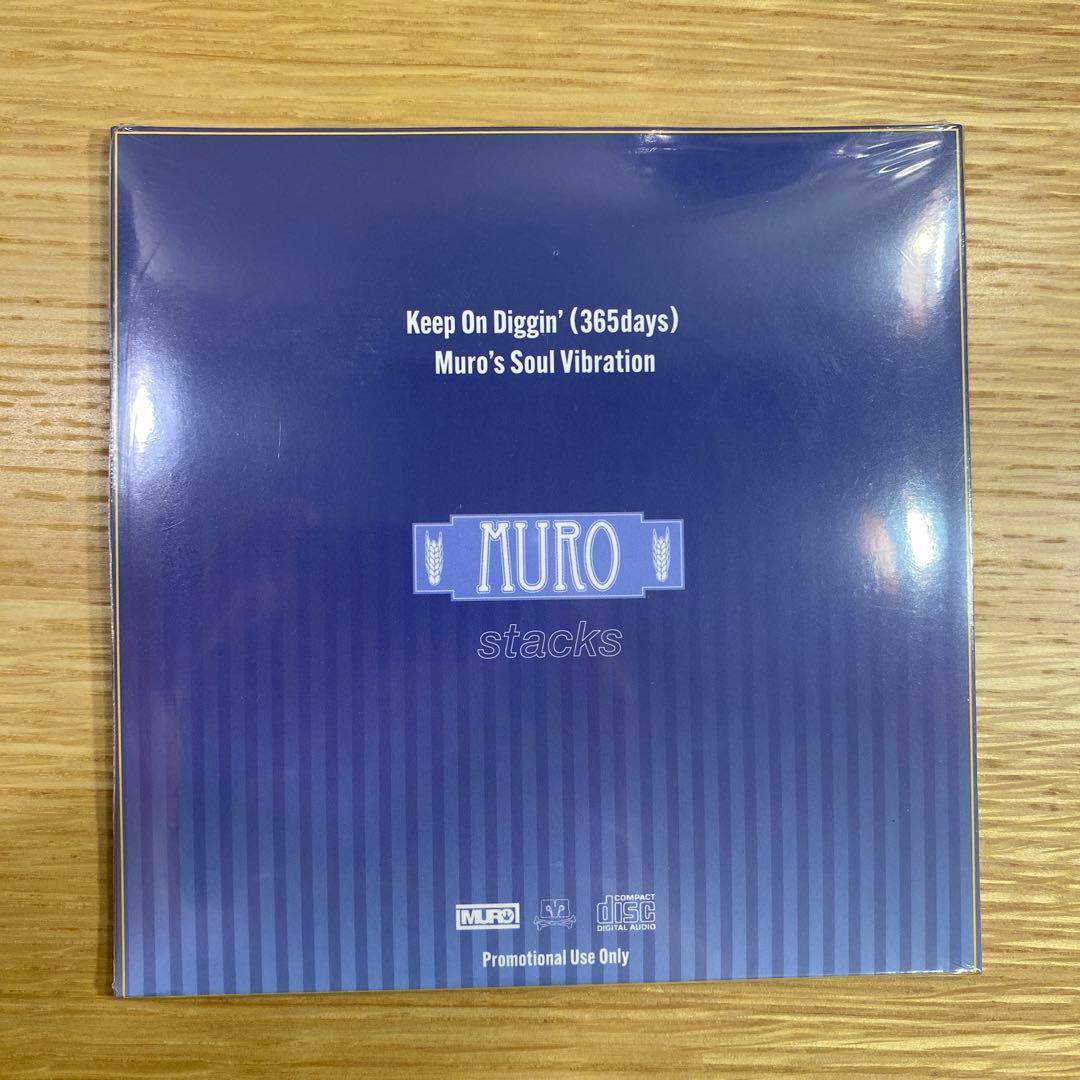 Keep On Diggin' (365days)
Muro's Soul Vibration
MURO
stacks
MURO
COMPACT
disc
DIGITAL AUDIO
Promotional Use Only